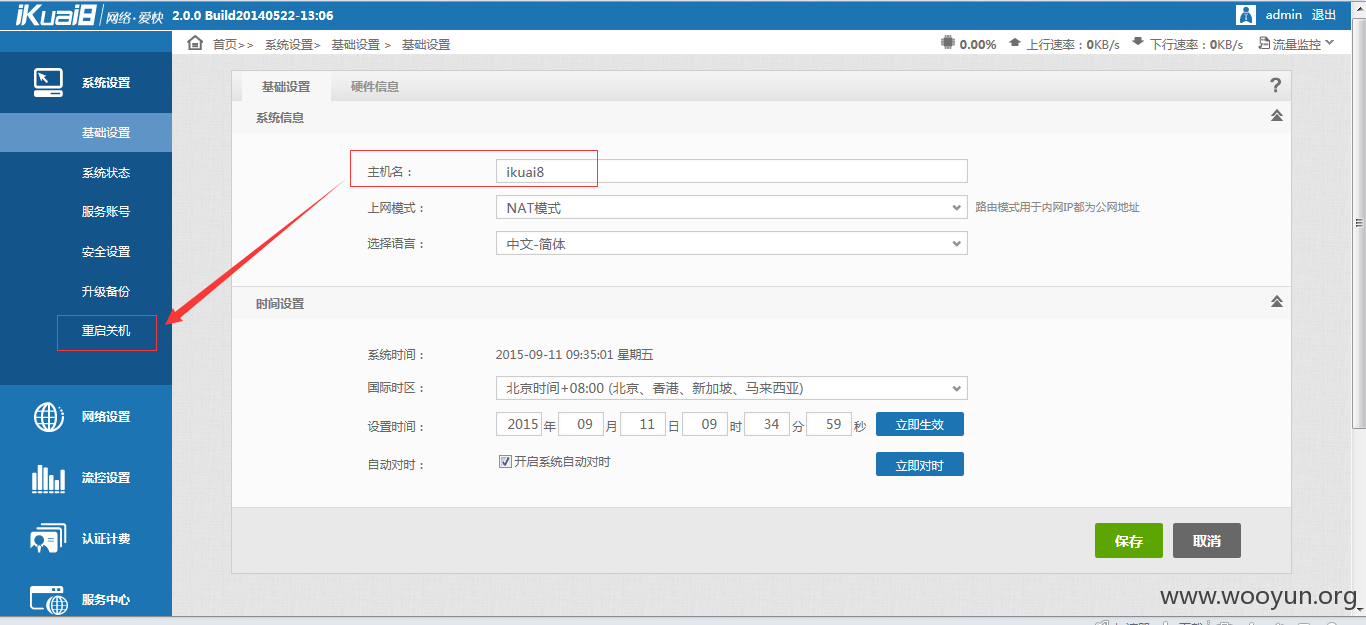 iKuai8 网络·爱快 2.0.0 Build20140522-13:06 admin 退出
首页>> 系统设置> 基础设置 > 基础设置 0.00% 上行速率：0KB/s 下行速率：0KB/s 流量监控
系统设置
基础设置
系统状态
服务账号
安全设置
升级备份
重启关机
网络设置
流控设置
认证计费
服务中心
基础设置 硬件信息 ?
系统信息
主机名： ikuai8
上网模式： NAT模式 路由模式用于内网IP都为公网地址
选择语言： 中文-简体
时间设置
系统时间： 2015-09-11 09:35:01 星期五
国际时区： 北京时间+08:00 (北京、香港、新加坡、马来西亚)
设置时间： 2015 年 09 月 11 日 09 时 34 分 59 秒 立即生效
自动对时： 开启系统自动对时 立即对时
保存 取消
www.wooyun.org